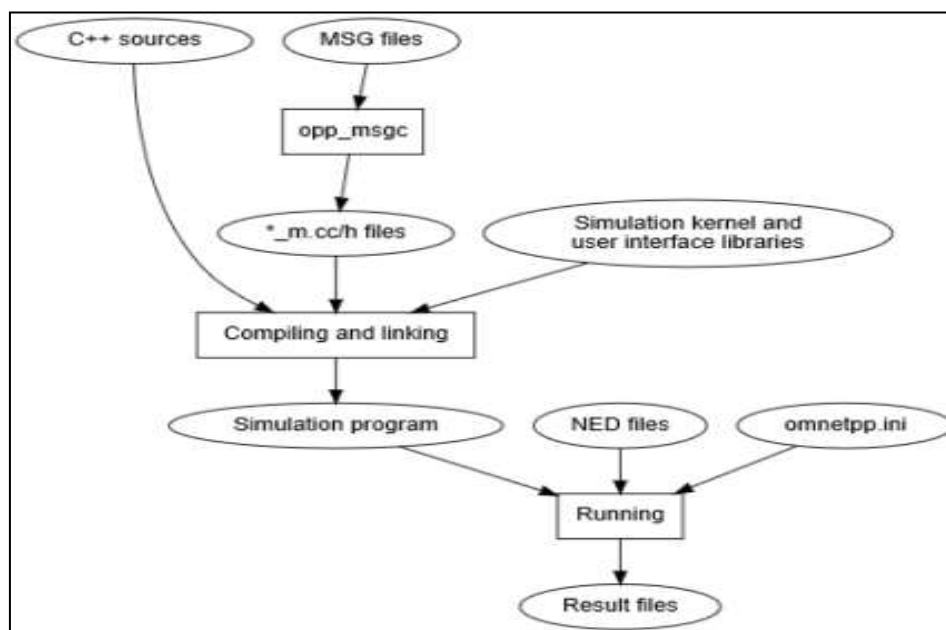 C++ sources
MSG files
opp_msgc
*_m.cc/h files
Simulation kernel and
user interface libraries
Compiling and linking
Simulation program
NED files
omnetpp.ini
Running
Result files